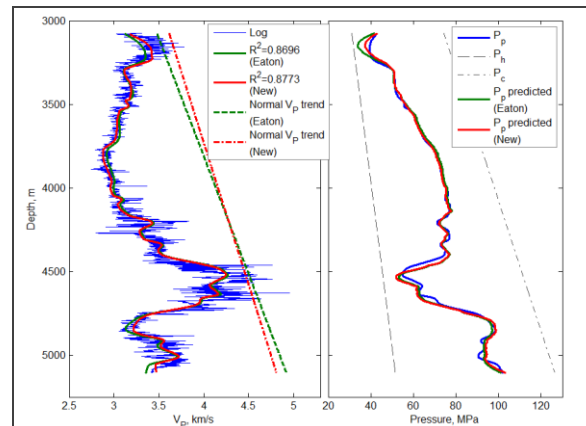 3000
3500
4000
4500
5000
Depth, m
2.5 3 3.5 4 4.5 5
V_P, km/s
Log
R²=0.8696
(Eaton)
R²=0.8773
(New)
Normal V_P trend
(Eaton)
Normal V_P trend
(New)
20 40 60 80 100 120
Pressure, MPa
P_p
P_h
P_c
P_p predicted
(Eaton)
P_p predicted
(New)